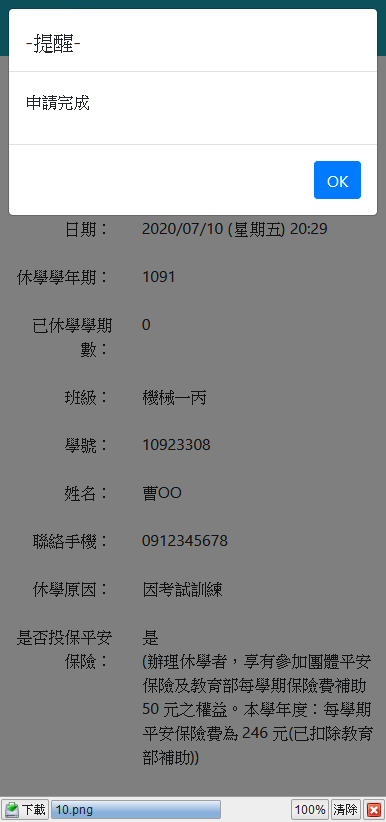 -提醒-
申請完成
OK
日期： 2020/07/10 (星期五) 20:29
休學學年期： 1091
已休學學期 0
數：
班級： 機械一丙
學號： 10923308
姓名： 曹OO
聯絡手機： 0912345678
休學原因： 因考試訓練
是否投保平安 是
保險： (辦理休學者，享有參加團體平安
保險及教育部每學期保險費補助
50 元之權益。本學年度：每學期
平安保險費為 246 元(已扣除教育
部補助))
下載 10.png 100% 清除